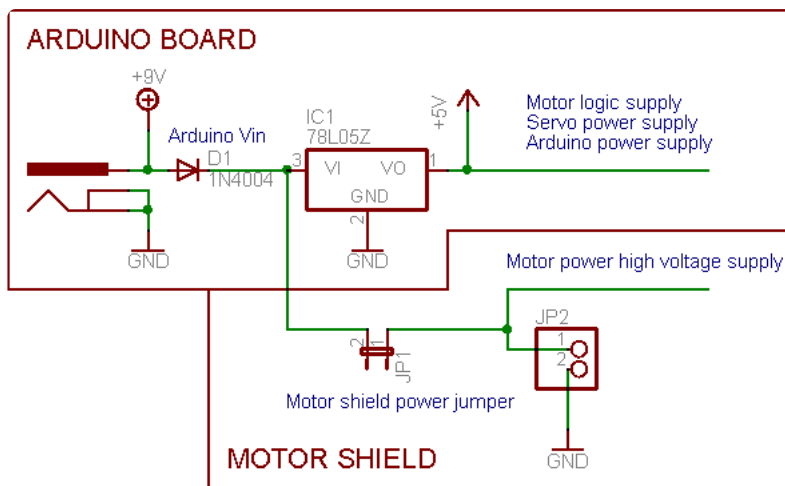 ARDUINO BOARD
+9V
Arduino Vin
D1
1N4004
IC1
78L05Z
3
VI
VO
1
GND
2
+5V
Motor logic supply
Servo power supply
Arduino power supply
GND
GND
Motor power high voltage supply
2
1
JP1
JP2
1
2
Motor shield power jumper
GND
MOTOR SHIELD